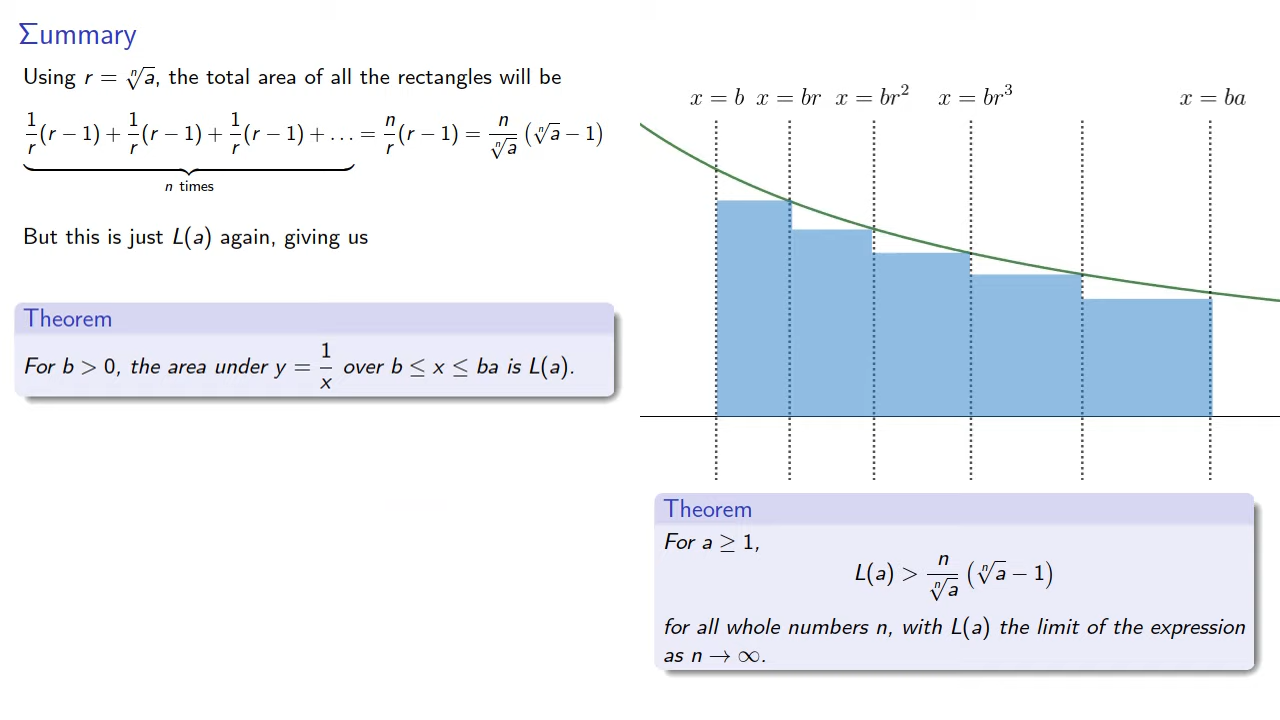 Σummary
Using r = ⁿ√a, the total area of all the rectangles will be
1/r (r − 1) + 1/r (r − 1) + 1/r (r − 1) + . . . = n/r (r − 1) = n/ⁿ√a (ⁿ√a − 1)
n times
But this is just L(a) again, giving us
Theorem
For b > 0, the area under y = 1/x over b ≤ x ≤ ba is L(a).
x = b x = br x = br² x = br³ x = ba
Theorem
For a ≥ 1,
L(a) > n/ⁿ√a (ⁿ√a − 1)
for all whole numbers n, with L(a) the limit of the expression
as n → ∞.